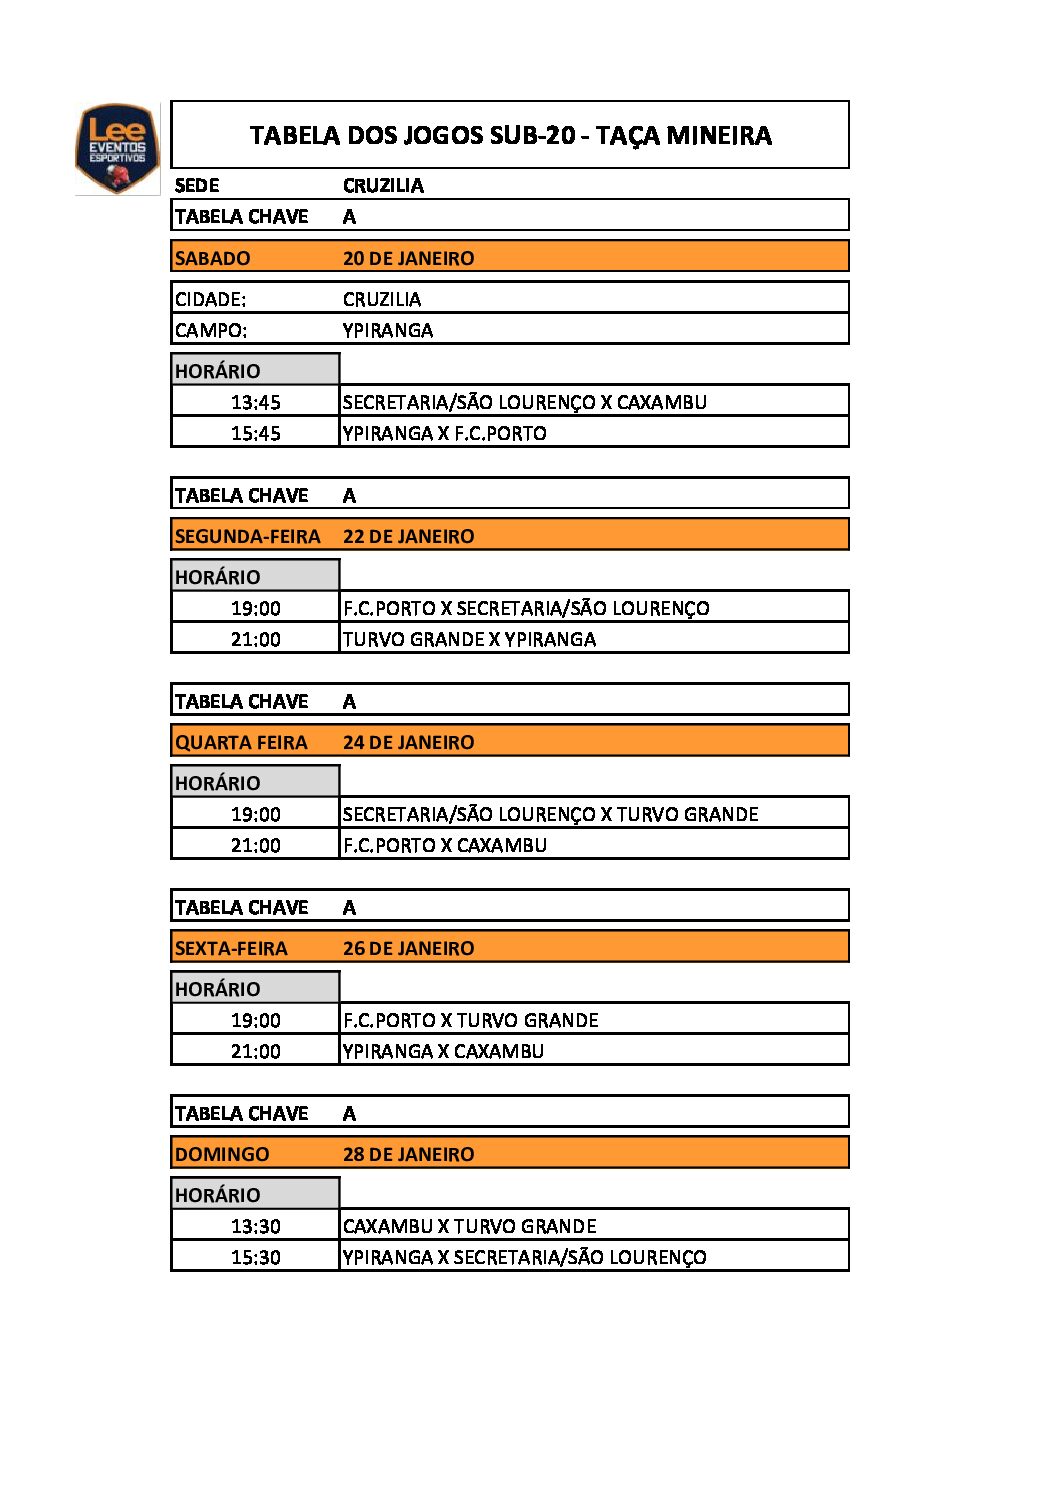 Lee
EVENTOS
ESPORTIVOS
TABELA DOS JOGOS SUB-20 - TAÇA MINEIRA
SEDE CRUZILIA
TABELA CHAVE A
SABADO 20 DE JANEIRO
CIDADE: CRUZILIA
CAMPO: YPIRANGA
HORÁRIO
13:45 SECRETARIA/SÃO LOURENÇO X CAXAMBU
15:45 YPIRANGA X F.C.PORTO
TABELA CHAVE A
SEGUNDA-FEIRA 22 DE JANEIRO
HORÁRIO
19:00 F.C.PORTO X SECRETARIA/SÃO LOURENÇO
21:00 TURVO GRANDE X YPIRANGA
TABELA CHAVE A
QUARTA FEIRA 24 DE JANEIRO
HORÁRIO
19:00 SECRETARIA/SÃO LOURENÇO X TURVO GRANDE
21:00 F.C.PORTO X CAXAMBU
TABELA CHAVE A
SEXTA-FEIRA 26 DE JANEIRO
HORÁRIO
19:00 F.C.PORTO X TURVO GRANDE
21:00 YPIRANGA X CAXAMBU
TABELA CHAVE A
DOMINGO 28 DE JANEIRO
HORÁRIO
13:30 CAXAMBU X TURVO GRANDE
15:30 YPIRANGA X SECRETARIA/SÃO LOURENÇO